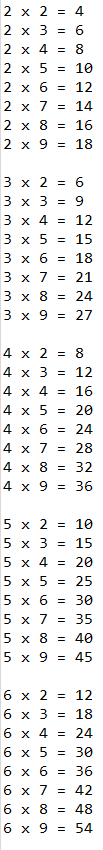 2 x 2 = 4
2 x 3 = 6
2 x 4 = 8
2 x 5 = 10
2 x 6 = 12
2 x 7 = 14
2 x 8 = 16
2 x 9 = 18

3 x 2 = 6
3 x 3 = 9
3 x 4 = 12
3 x 5 = 15
3 x 6 = 18
3 x 7 = 21
3 x 8 = 24
3 x 9 = 27

4 x 2 = 8
4 x 3 = 12
4 x 4 = 16
4 x 5 = 20
4 x 6 = 24
4 x 7 = 28
4 x 8 = 32
4 x 9 = 36

5 x 2 = 10
5 x 3 = 15
5 x 4 = 20
5 x 5 = 25
5 x 6 = 30
5 x 7 = 35
5 x 8 = 40
5 x 9 = 45

6 x 2 = 12
6 x 3 = 18
6 x 4 = 24
6 x 5 = 30
6 x 6 = 36
6 x 7 = 42
6 x 8 = 48
6 x 9 = 54